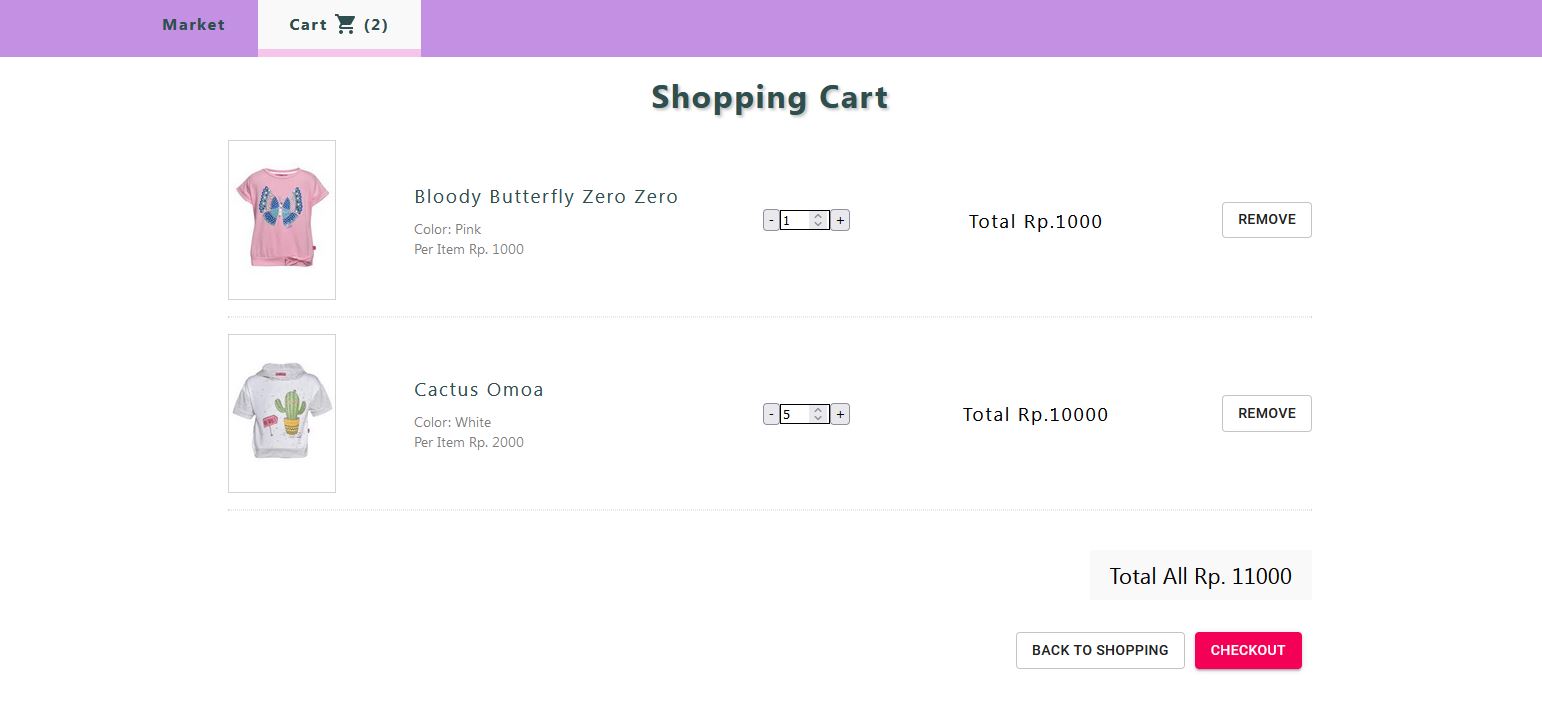 Market
Cart (2)
Shopping Cart
Bloody Butterfly Zero Zero
Color: Pink
Per Item Rp. 1000
- 1 +
Total Rp.1000
REMOVE
Cactus Omoa
Color: White
Per Item Rp. 2000
- 5 +
Total Rp.10000
REMOVE
Total All Rp. 11000
BACK TO SHOPPING
CHECKOUT